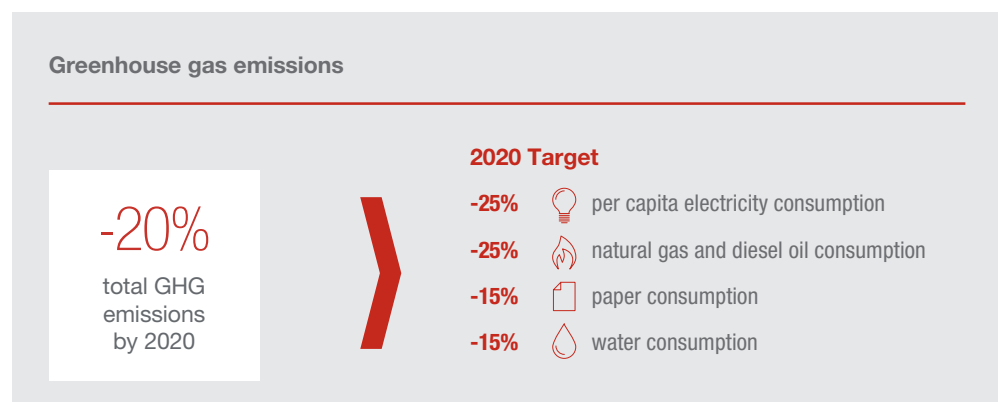 Greenhouse gas emissions
-20%
total GHG
emissions
by 2020
2020 Target
-25% per capita electricity consumption
-25% natural gas and diesel oil consumption
-15% paper consumption
-15% water consumption